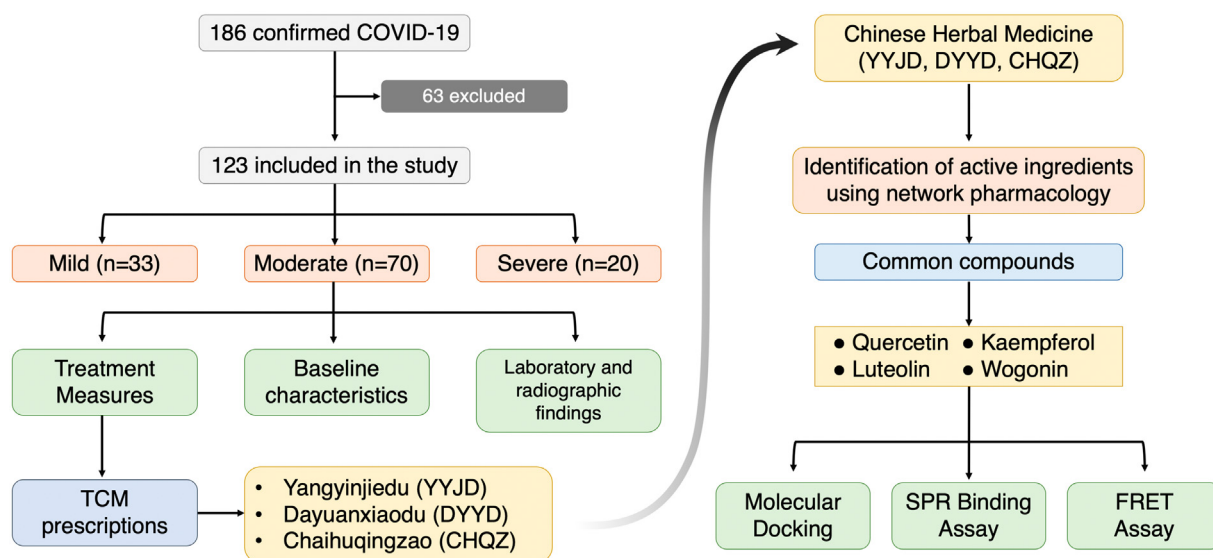 186 confirmed COVID-19
63 excluded
123 included in the study
Mild (n=33)
Moderate (n=70)
Severe (n=20)
Treatment
Measures
Baseline
characteristics
Laboratory and
radiographic
findings
TCM
prescriptions
• Yangyinjiedu (YYJD)
• Dayuanxiaodu (DYYD)
• Chaihuqingzao (CHQZ)
Chinese Herbal Medicine
(YYJD, DYYD, CHQZ)
Identification of active ingredients
using network pharmacology
Common compounds
● Quercetin ● Kaempferol
● Luteolin ● Wogonin
Molecular
Docking
SPR Binding
Assay
FRET
Assay